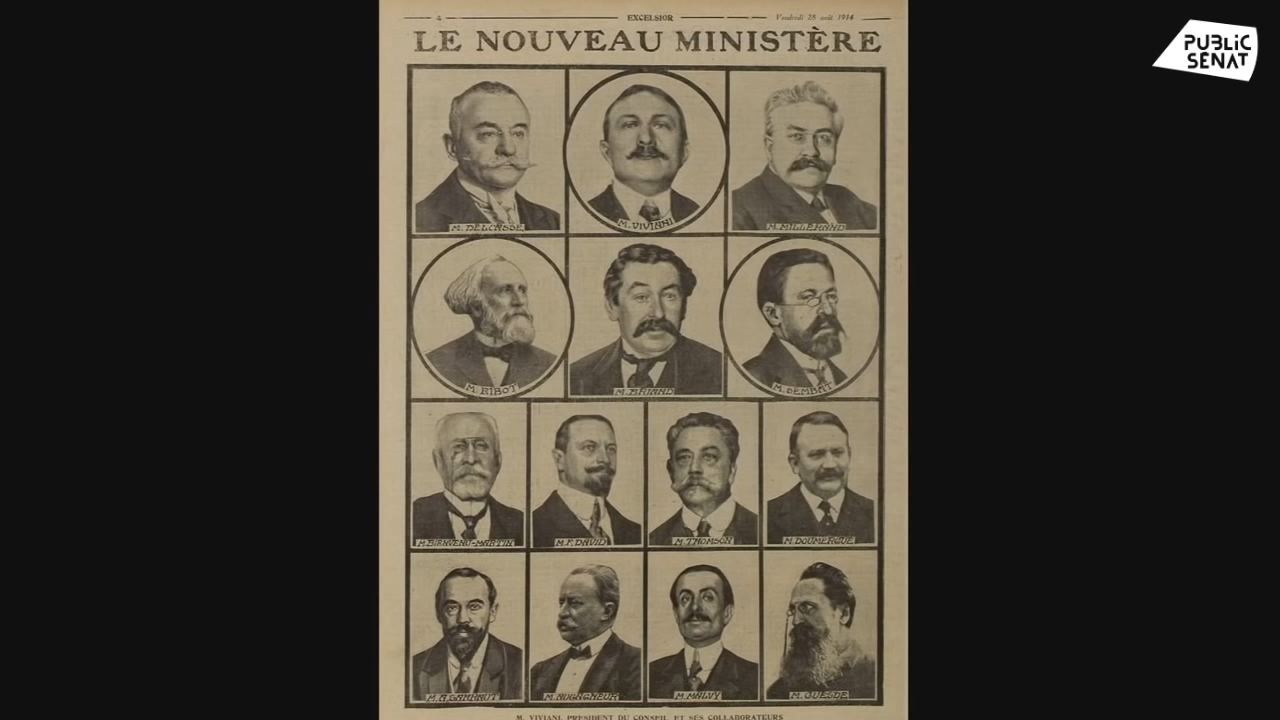 4
EXCELSIOR
Vendredi 28 août 1914
PUBLIC
SENAT
LE NOUVEAU MINISTÈRE
M. DELCASSÉ
M. VIVIANI
M. MILLERAND
M. RIBOT
M. BRIAND
M. SEMBAT
M. BIENVENU-MARTIN
M. F. DAVID
M. THOMSON
M. DOUMERGUE
M. AUGAGNEUR
M. MALVY
M. GUESDE
M. VIVIANI, PRÉSIDENT DU CONSEIL, ET SES COLLABORATEURS